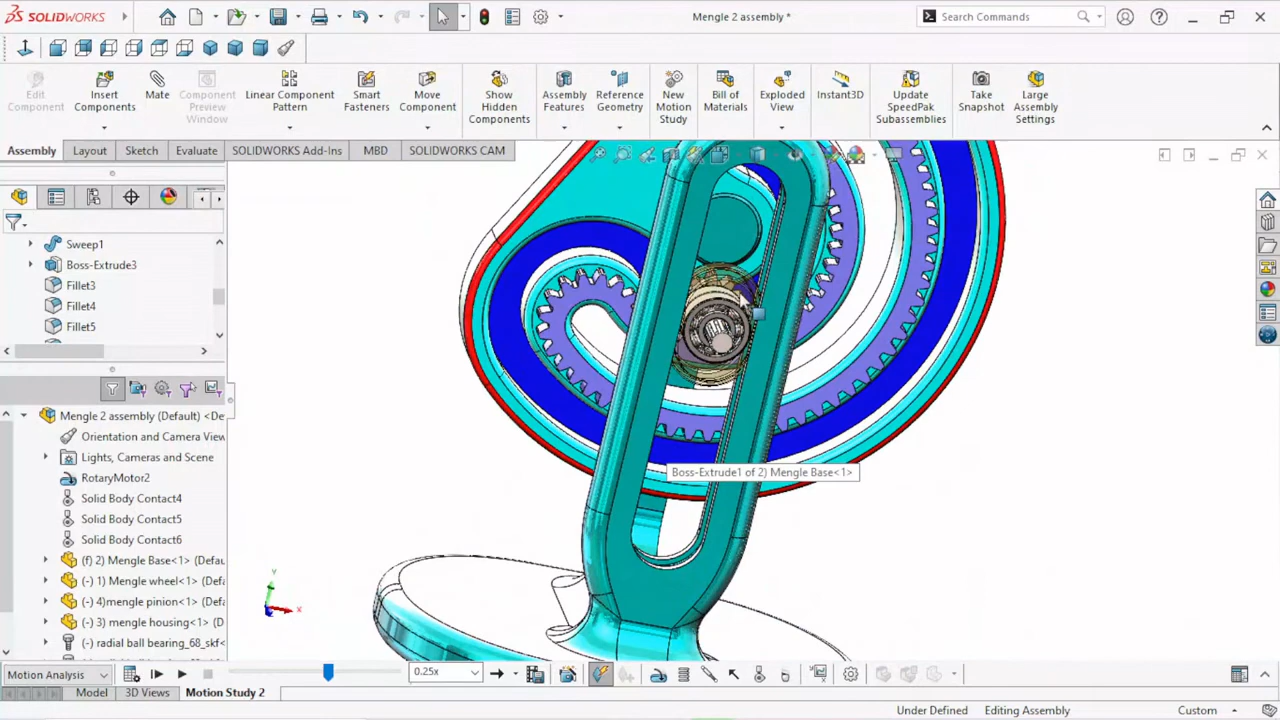 SOLIDWORKS
Mengle 2 assembly *
Search Commands
Edit
Component
Insert
Components
Mate
Component
Preview
Window
Linear Component
Pattern
Smart
Fasteners
Move
Component
Show
Hidden
Components
Assembly
Features
Reference
Geometry
New
Motion
Study
Bill of
Materials
Exploded
View
Instant3D
Update
SpeedPak
Subassemblies
Take
Snapshot
Large
Assembly
Settings
Assembly
Layout
Sketch
Evaluate
SOLIDWORKS Add-Ins
MBD
SOLIDWORKS CAM
Sweep1
Boss-Extrude3
Fillet3
Fillet4
Fillet5
Mengle 2 assembly (Default) <De
Orientation and Camera View
Lights, Cameras and Scene
RotaryMotor2
Solid Body Contact4
Solid Body Contact5
Solid Body Contact6
(f) 2) Mengle Base<1> (Defau
(-) 1) Mengle wheel<1> (Defa
(-) 4)mengle pinion<1> (Defa
(-) 3) mengle housing<1> (D
(-) radial ball bearing_68_skf<
Boss-Extrude1 of 2) Mengle Base<1>
Y
X
Motion Analysis
0.25x
Model
3D Views
Motion Study 2
Under Defined
Editing Assembly
Custom